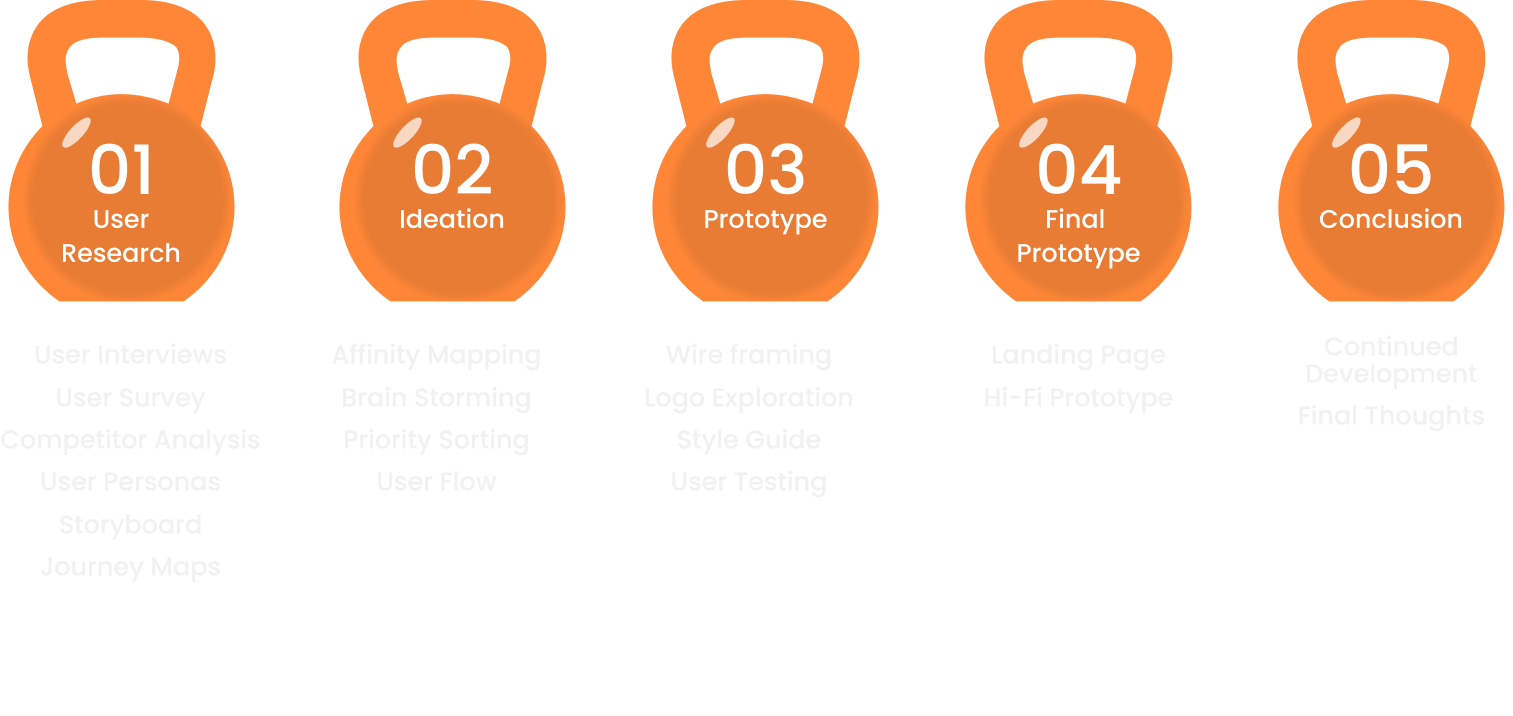 01
User
Research
User Interviews
User Survey
Competitor Analysis
User Personas
Storyboard
Journey Maps
02
Ideation
Affinity Mapping
Brain Storming
Priority Sorting
User Flow
03
Prototype
Wire framing
Logo Exploration
Style Guide
User Testing
04
Final
Prototype
Landing Page
Hi-Fi Prototype
05
Conclusion
Continued
Development
Final Thoughts